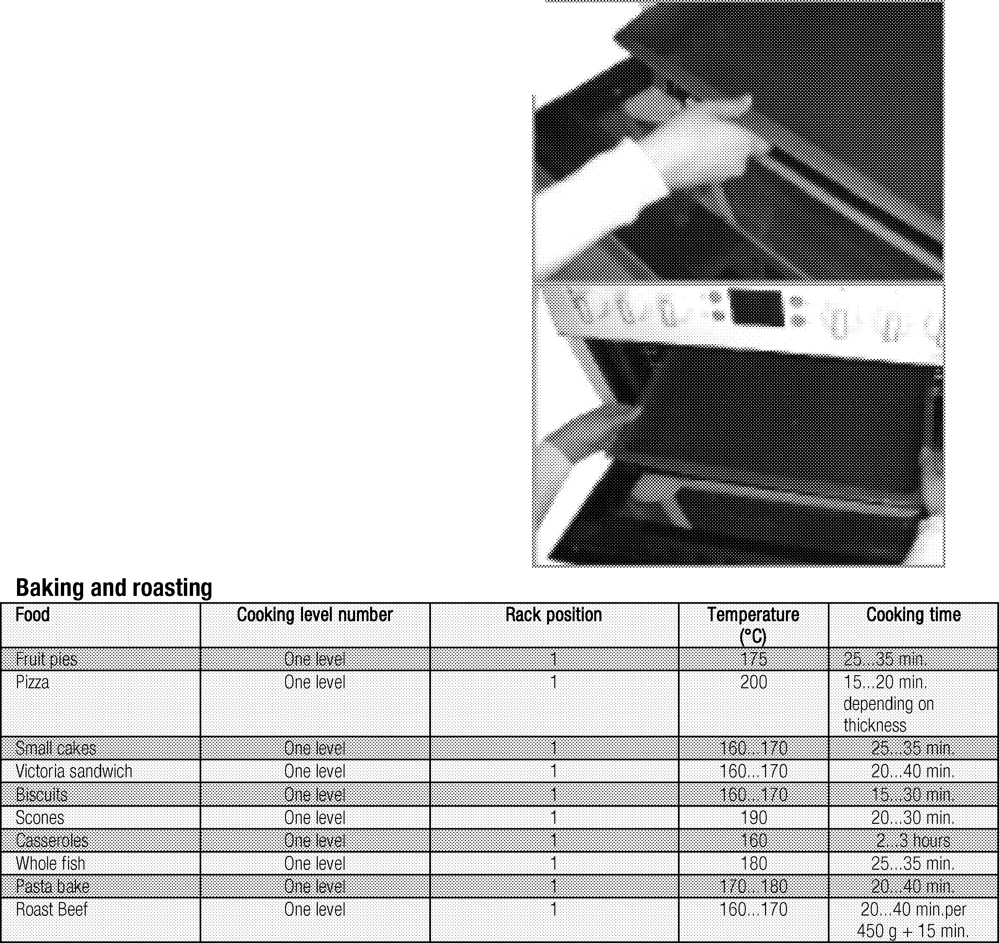 Baking and roasting
Food Cooking level number Rack position Temperature Cooking time
(°C)
Fruit pies One level 1 175 25...35 min.
Pizza One level 1 200 15...20 min.
depending on
thickness
Small cakes One level 1 160...170 25...35 min.
Victoria sandwich One level 1 160...170 20...40 min.
Biscuits One level 1 160...170 15...30 min.
Scones One level 1 190 20...30 min.
Casseroles One level 1 160 2...3 hours
Whole fish One level 1 180 25...35 min.
Pasta bake One level 1 170...180 20...40 min.
Roast Beef One level 1 160...170 20...40 min.per
450 g + 15 min.